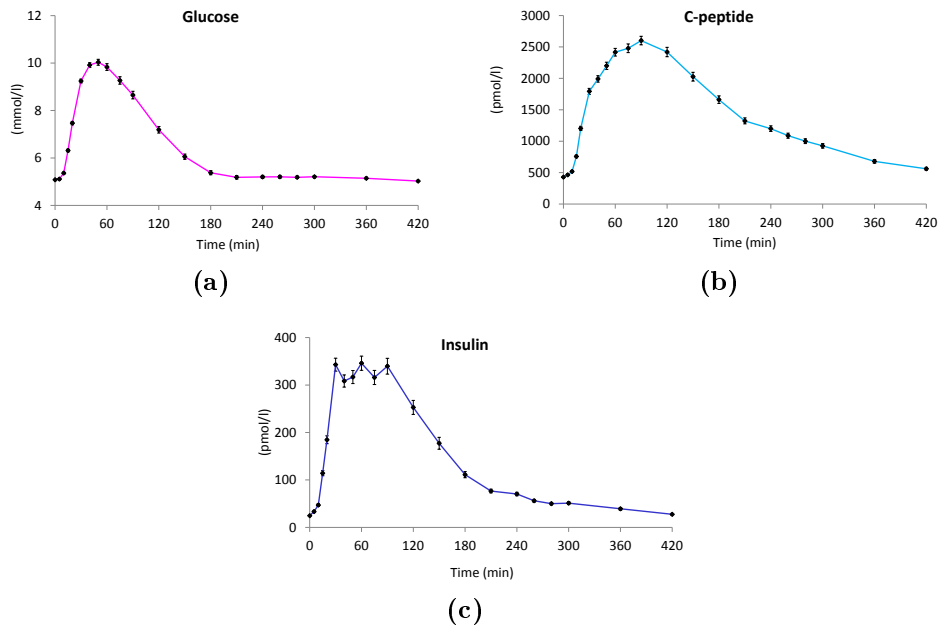 Glucose
(mmol/l)
12
10
8
6
4
0 60 120 180 240 300 360 420
Time (min)
(a)
C-peptide
(pmol/l)
3000
2500
2000
1500
1000
500
0
0 60 120 180 240 300 360 420
Time (min)
(b)
Insulin
(pmol/l)
400
300
200
100
0
0 60 120 180 240 300 360 420
Time (min)
(c)